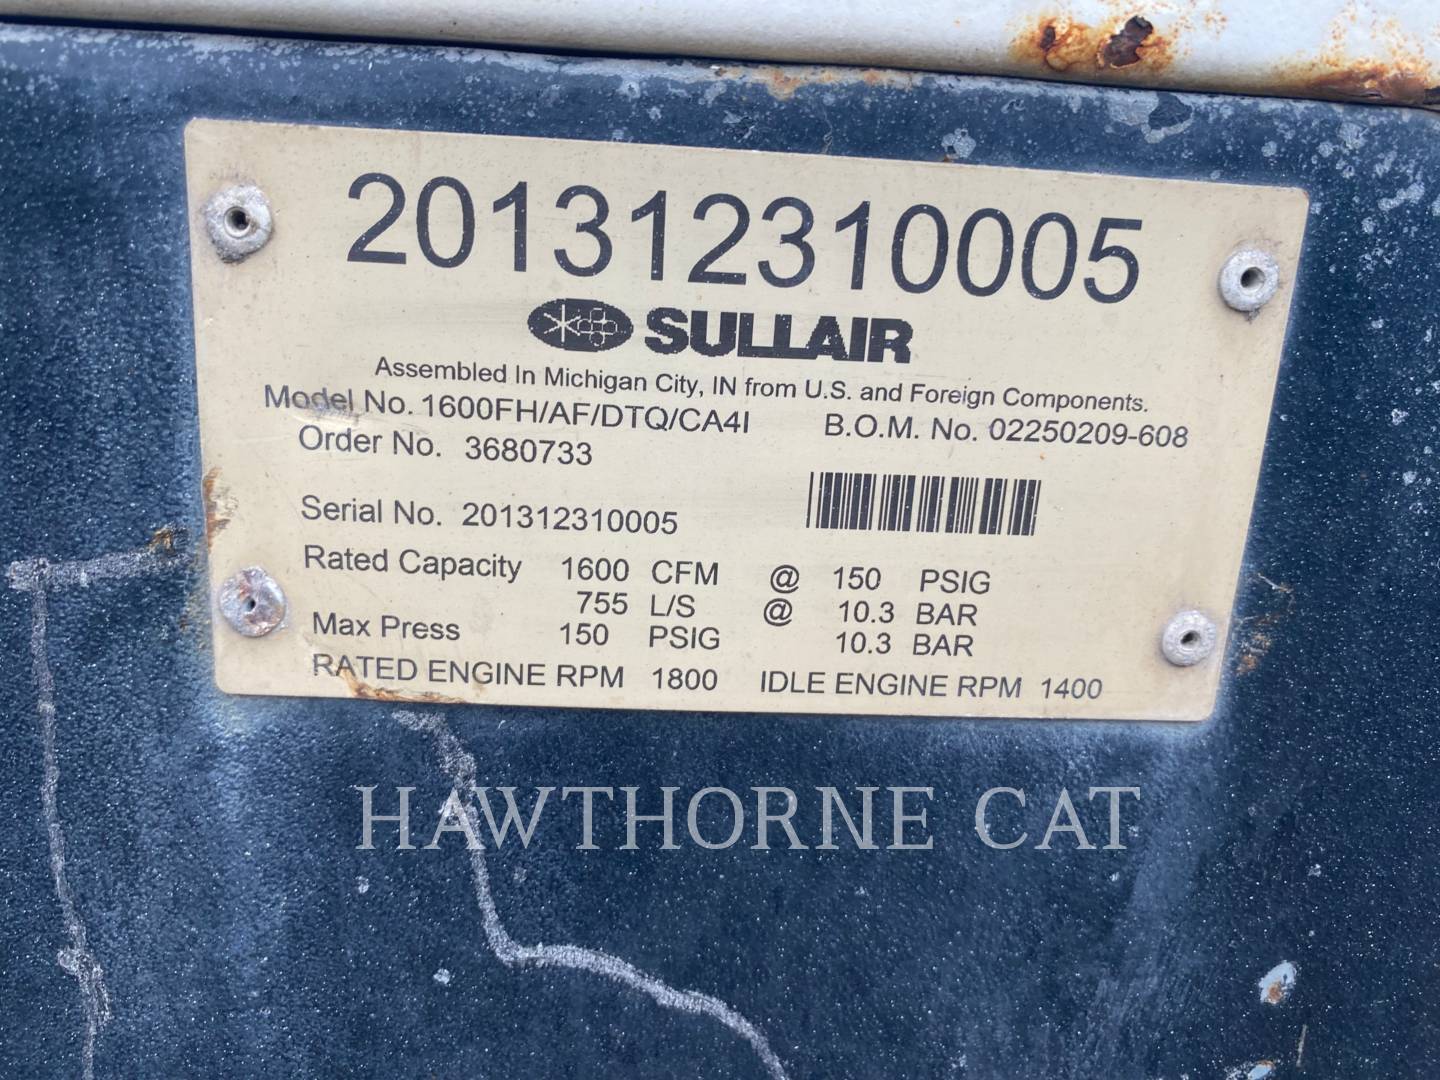 201312310005
SULLAIR
Assembled In Michigan City, IN from U.S. and Foreign Components.
Model No. 1600FH/AF/DTQ/CA4I B.O.M. No. 02250209-608
Order No. 3680733
Serial No. 201312310005
Rated Capacity 1600 CFM @ 150 PSIG
755 L/S @ 10.3 BAR
Max Press 150 PSIG 10.3 BAR
RATED ENGINE RPM 1800 IDLE ENGINE RPM 1400
HAWTHORNE CAT